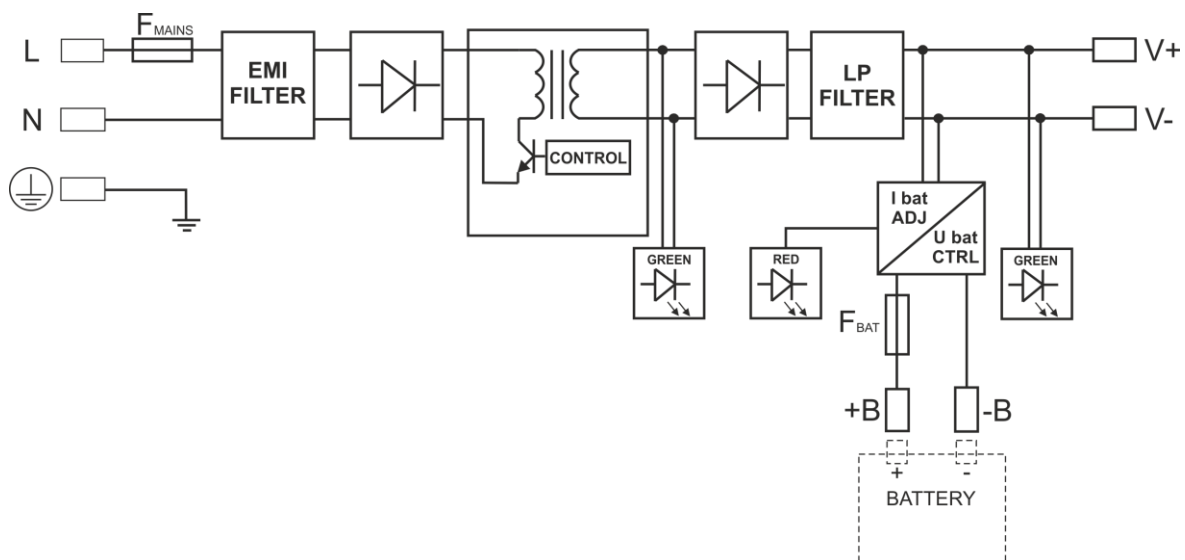 L
F MAINS
N
EMI
FILTER
CONTROL
LP
FILTER
V+
V-
GREEN
RED
I bat
ADJ
U bat
CTRL
GREEN
F BAT
+B
-B
+
-
BATTERY